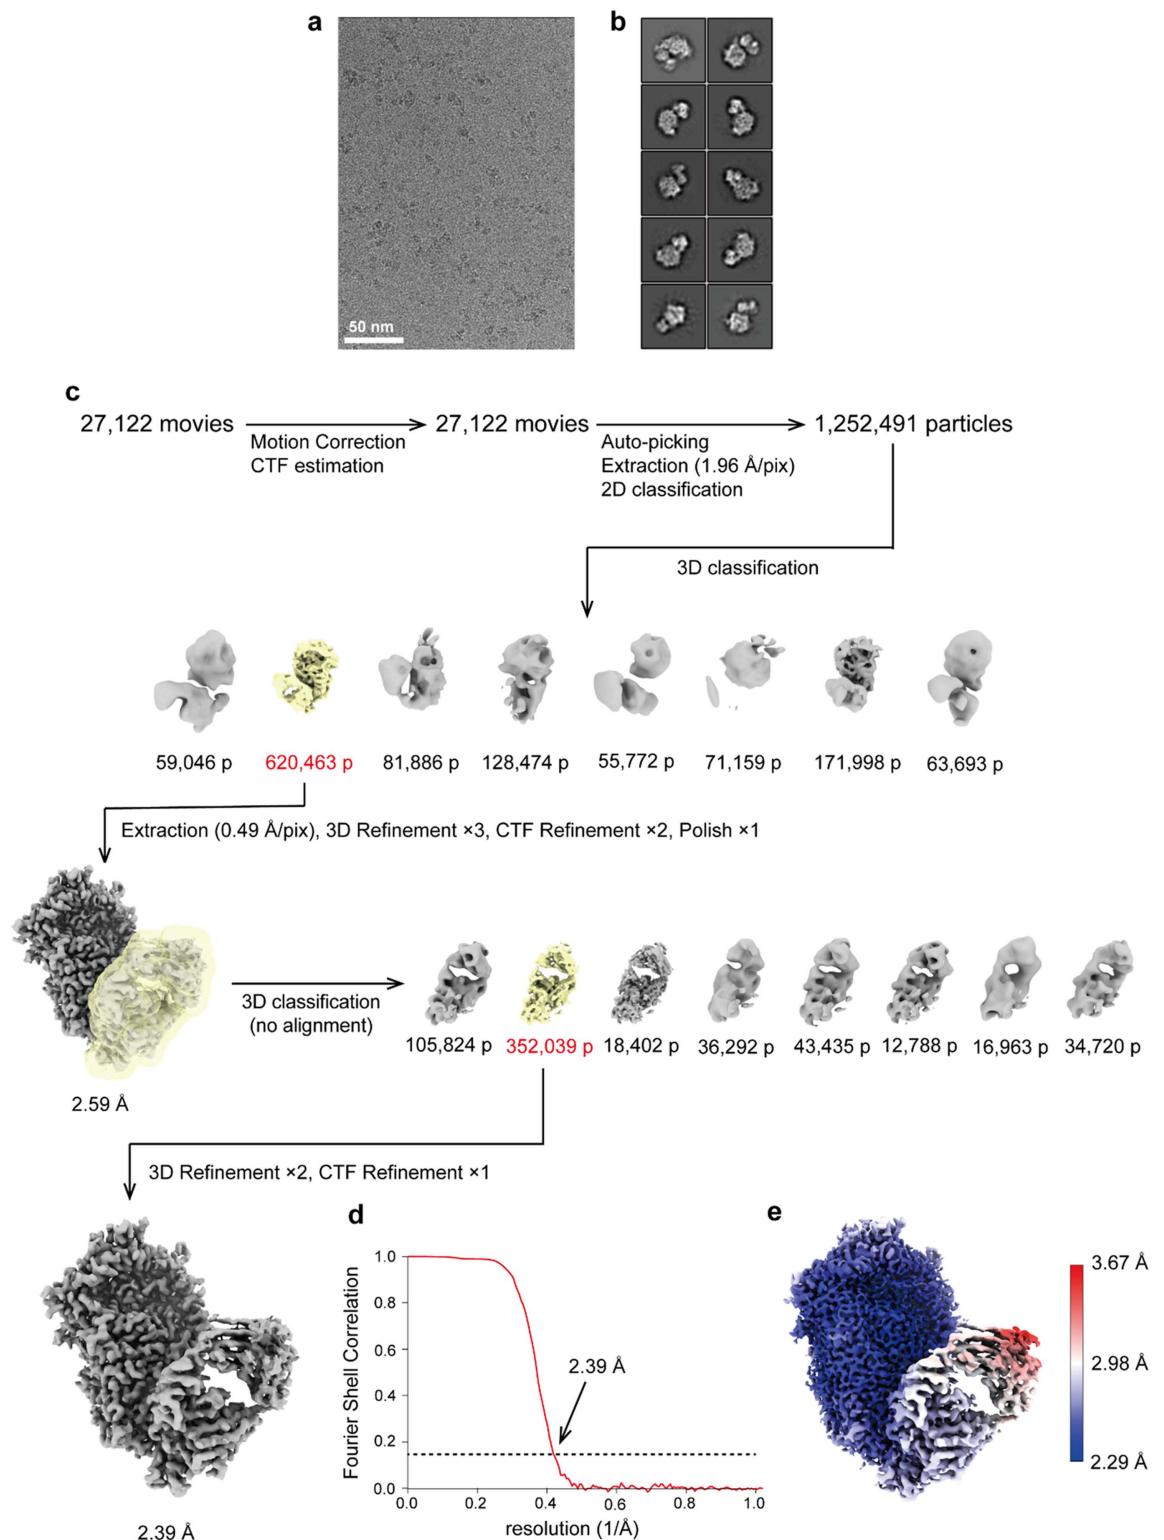 a
b
50 nm
c
27,122 movies
Motion Correction
CTF estimation
27,122 movies
Auto-picking
Extraction (1.96 Å/pix)
2D classification
1,252,491 particles
3D classification
59,046 p
620,463 p
81,886 p
128,474 p
55,772 p
71,159 p
171,998 p
63,693 p
Extraction (0.49 Å/pix), 3D Refinement ×3, CTF Refinement ×2, Polish ×1
2.59 Å
3D classification
(no alignment)
105,824 p
352,039 p
18,402 p
36,292 p
43,435 p
12,788 p
16,963 p
34,720 p
3D Refinement ×2, CTF Refinement ×1
2.39 Å
d
Fourier Shell Correlation
1.0
0.8
0.6
0.4
0.2
0.0
0.0
0.2
0.4
0.6
0.8
1.0
resolution (1/Å)
2.39 Å
e
3.67 Å
2.98 Å
2.29 Å